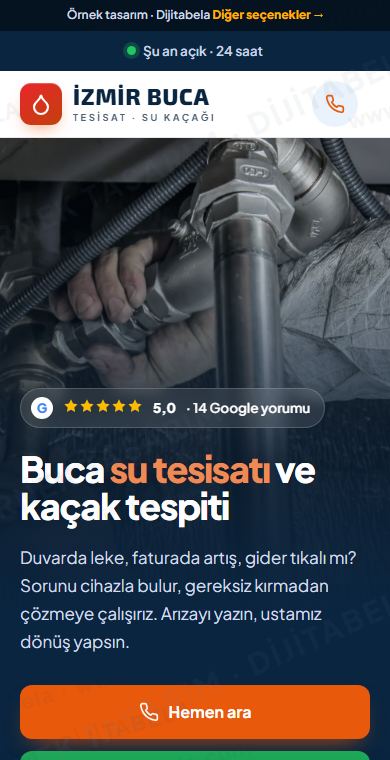 Örnek tasarım · Dijitabela Diğer seçenekler →
Şu an açık · 24 saat
İZMİR BUCA
TESİSAT · SU KAÇAĞI
G ★★★★★ 5,0 · 14 Google yorumu
Buca su tesisatı ve
kaçak tespiti
Duvarda leke, faturada artış, gider tıkalı mı?
Sorunu cihazla bulur, gereksiz kırmadan
çözmeye çalışırız. Arızayı yazın, ustamız
dönüş yapsın.
Hemen ara